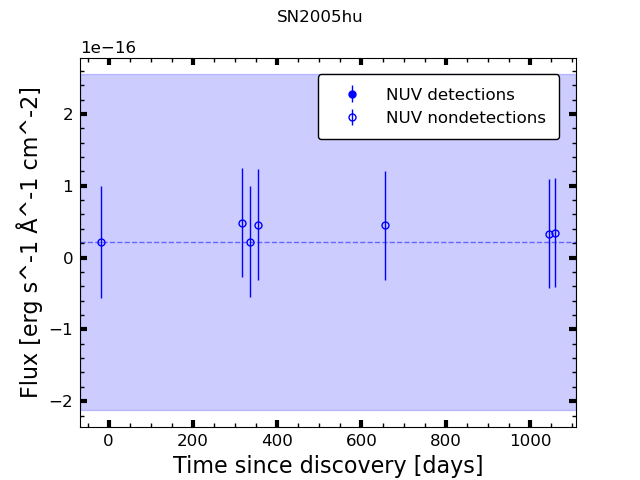 SN2005hu
1e−16
NUV detections
NUV nondetections
2
1
0
−1
−2
Flux [erg s^-1 Å^-1 cm^-2]
0 200 400 600 800 1000
Time since discovery [days]